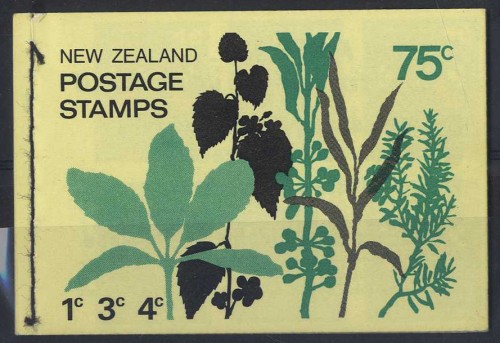 NEW ZEALAND
POSTAGE
STAMPS
75c
1c 3c 4c